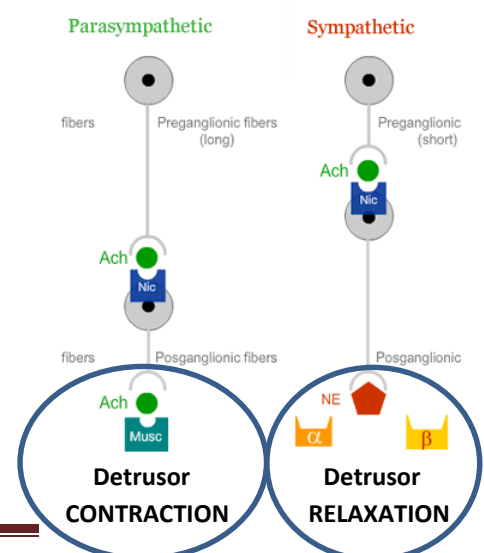 Parasympathetic
Sympathetic
fibers
Preganglionic fibers
(long)
Preganglionic
(short)
Ach
Nic
Ach
Nic
fibers
Posganglionic fibers
Posganglionic
Ach
Musc
NE
α
β
Detrusor
CONTRACTION
Detrusor
RELAXATION